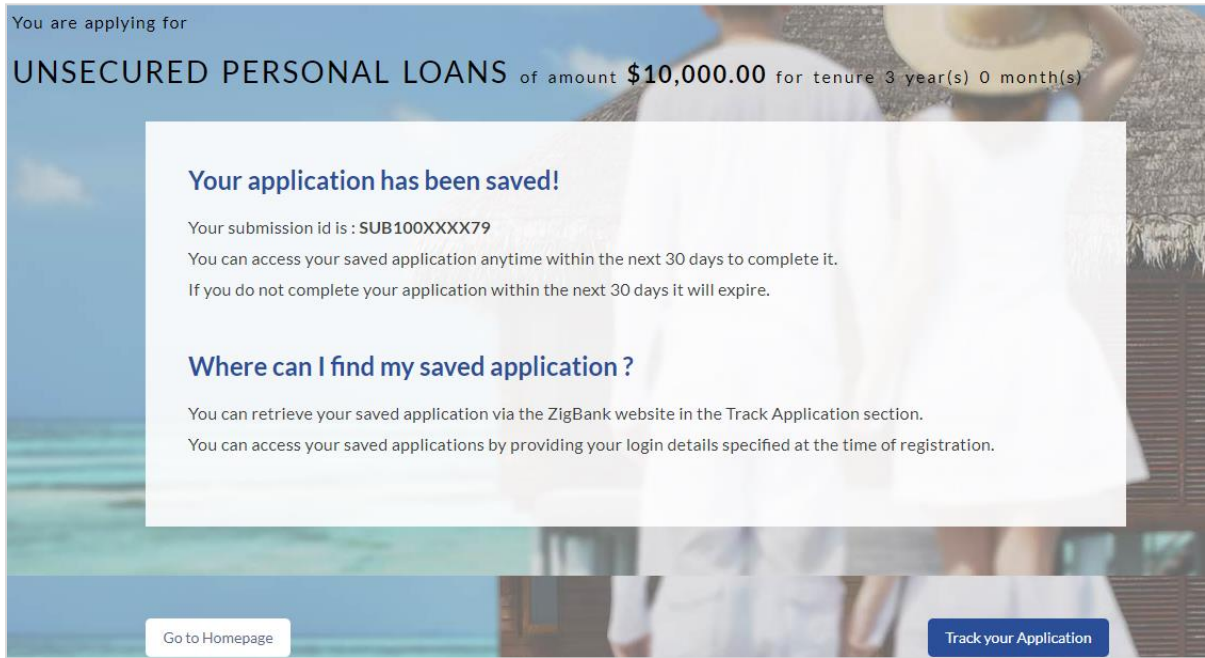 You are applying for
UNSECURED PERSONAL LOANS of amount $10,000.00 for tenure 3 year(s) 0 month(s)
Your application has been saved!
Your submission id is : SUB100XXXX79
You can access your saved application anytime within the next 30 days to complete it.
If you do not complete your application within the next 30 days it will expire.
Where can I find my saved application ?
You can retrieve your saved application via the ZigBank website in the Track Application section.
You can access your saved applications by providing your login details specified at the time of registration.
Go to Homepage
Track your Application